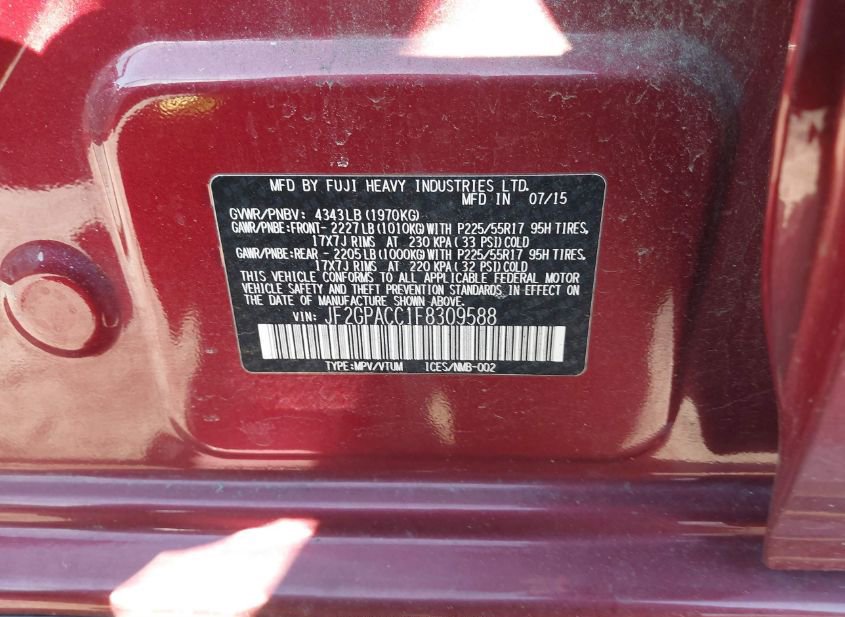 MFD BY FUJI HEAVY INDUSTRIES LTD.
MFD IN 07/15
GVWR/PNBV: 4343LB (1970KG)
GAWR/PNBE:FRONT- 2227LB (1010KG) WITH P225/55R17 95H TIRES,
17X7J RIMS AT 230 KPA (33 PSI) COLD
GAWR/PNBE:REAR - 2205LB (1000KG) WITH P225/55R17 95H TIRES,
17X7J RIMS AT 220 KPA (32 PSI) COLD
THIS VEHICLE CONFORMS TO ALL APPLICABLE FEDERAL MOTOR
VEHICLE SAFETY AND THEFT PREVENTION STANDARDS IN EFFECT ON
THE DATE OF MANUFACTURE SHOWN ABOVE.
VIN: JF2GPACC1F8309588
TYPE:MPV/VTUM ICES/NMB-002